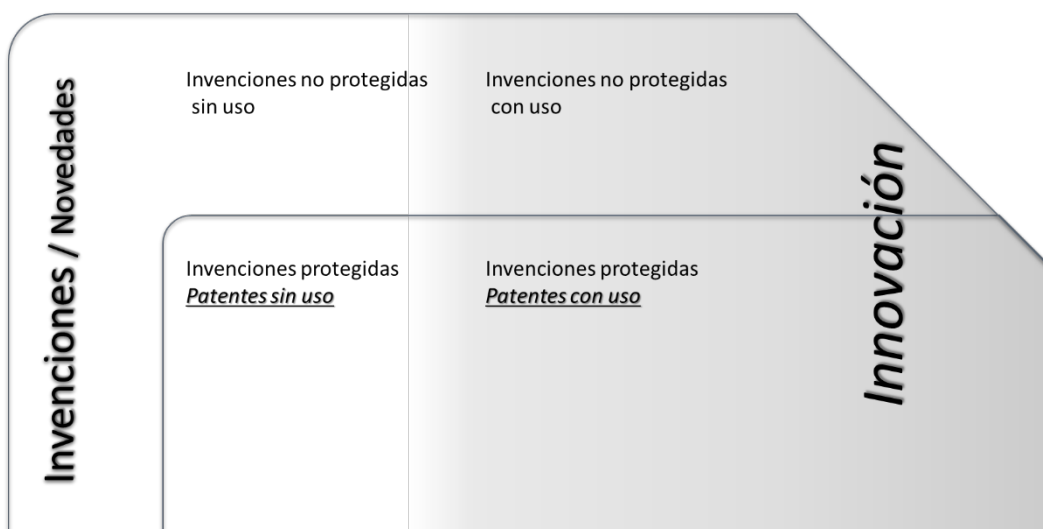 Invenciones / Novedades
Invenciones no protegidas
sin uso
Invenciones no protegidas
con uso
Innovación
Invenciones protegidas
Patentes sin uso
Invenciones protegidas
Patentes con uso